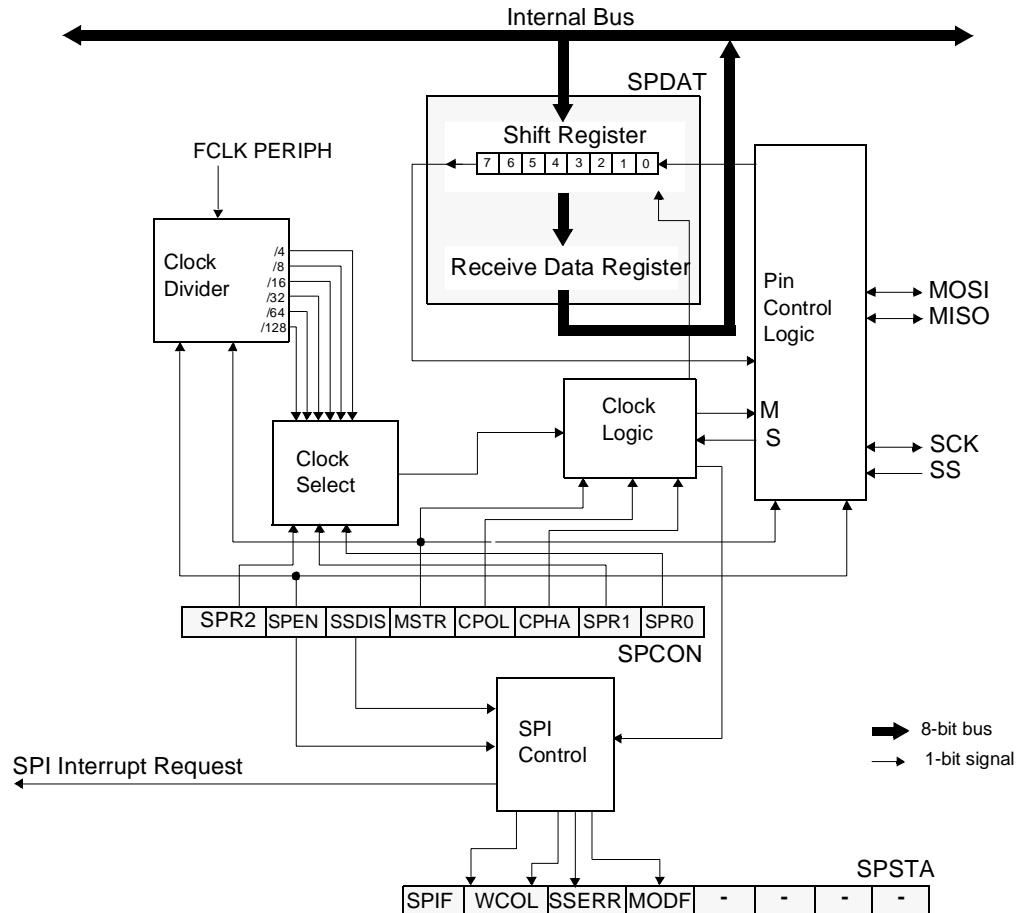 Internal Bus
SPDAT
Shift Register
7 6 5 4 3 2 1 0
FCLK PERIPH
Clock
Divider
/4
/8
/16
/32
/64
/128
Receive Data Register
Pin
Control
Logic
MOSI
MISO
Clock
Logic
M
S
SCK
SS
Clock
Select
SPR2 SPEN SSDIS MSTR CPOL CPHA SPR1 SPR0
SPCON
SPI
Control
8-bit bus
1-bit signal
SPI Interrupt Request
SPSTA
SPIF WCOL SSERR MODF - - - -